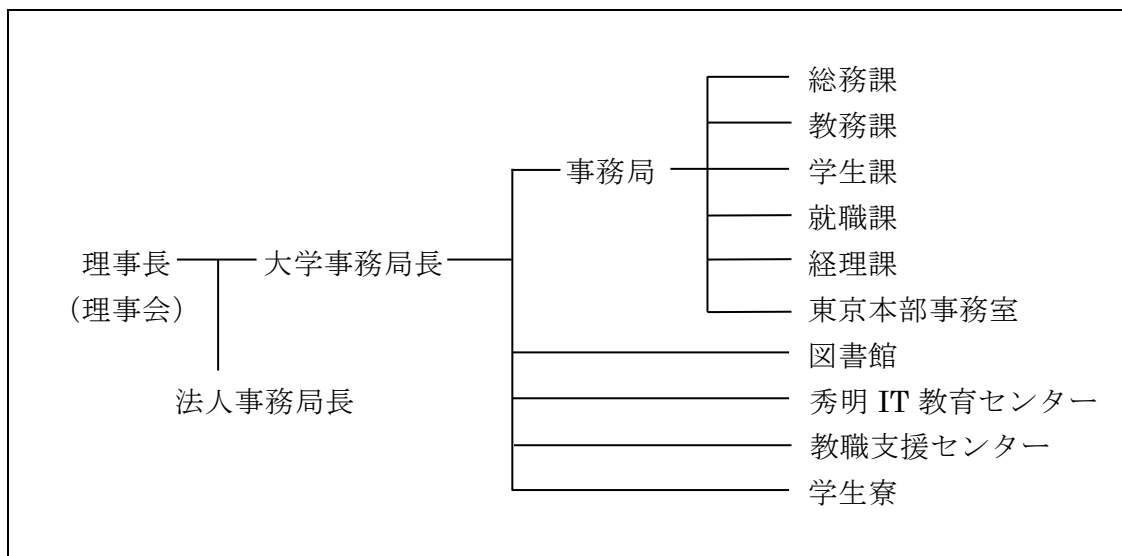 総務課
教務課
事務局
学生課
就職課
理事長
大学事務局長
経理課
(理事会)
東京本部事務室
図書館
法人事務局長
秀明 IT 教育センター
教職支援センター
学生寮